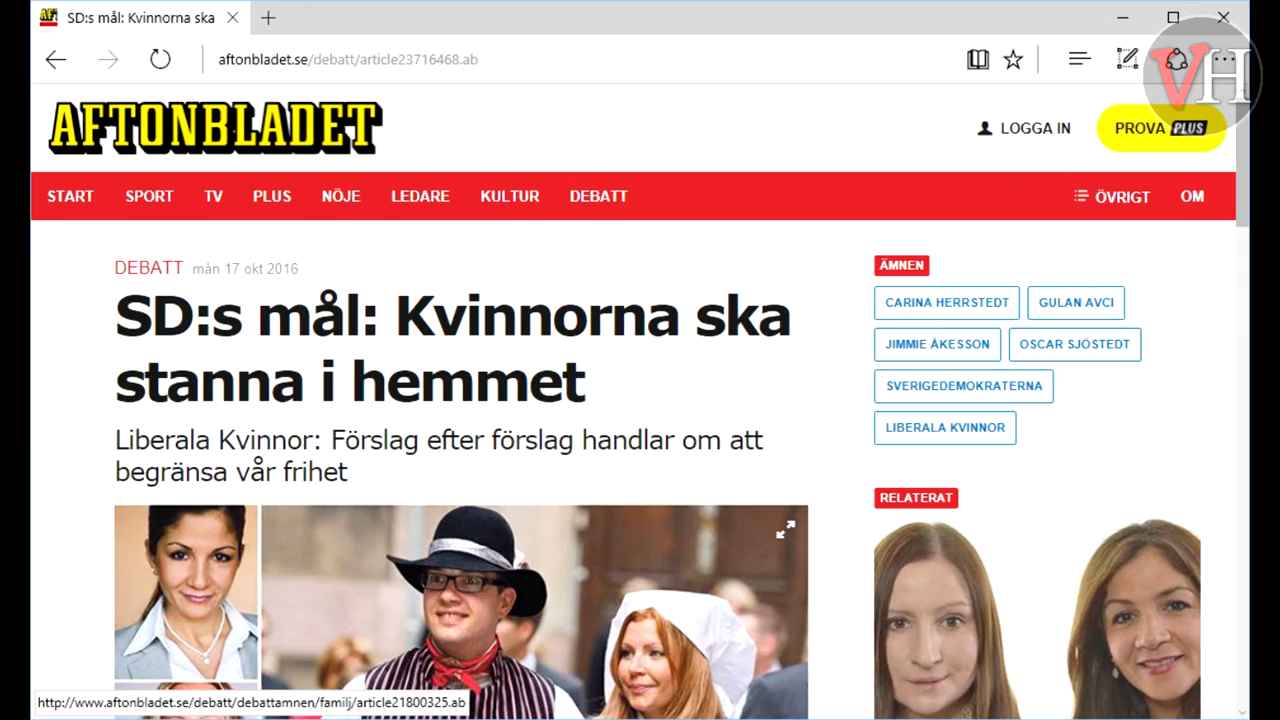 SD:s mål: Kvinnorna ska
aftonbladet.se/debatt/article23716468.ab
VH
AFTONBLADET
LOGGA IN
PROVA PLUS
START SPORT TV PLUS NÖJE LEDARE KULTUR DEBATT ÖVRIGT OM
DEBATT mån 17 okt 2016
SD:s mål: Kvinnorna ska
stanna i hemmet
Liberala Kvinnor: Förslag efter förslag handlar om att
begränsa vår frihet
ÄMNEN
CARINA HERRSTEDT GULAN AVCI
JIMMIE ÅKESSON OSCAR SJÖSTEDT
SVERIGEDEMOKRATERNA
LIBERALA KVINNOR
RELATERAT
http://www.aftonbladet.se/debatt/debattamnen/familj/article21800325.ab